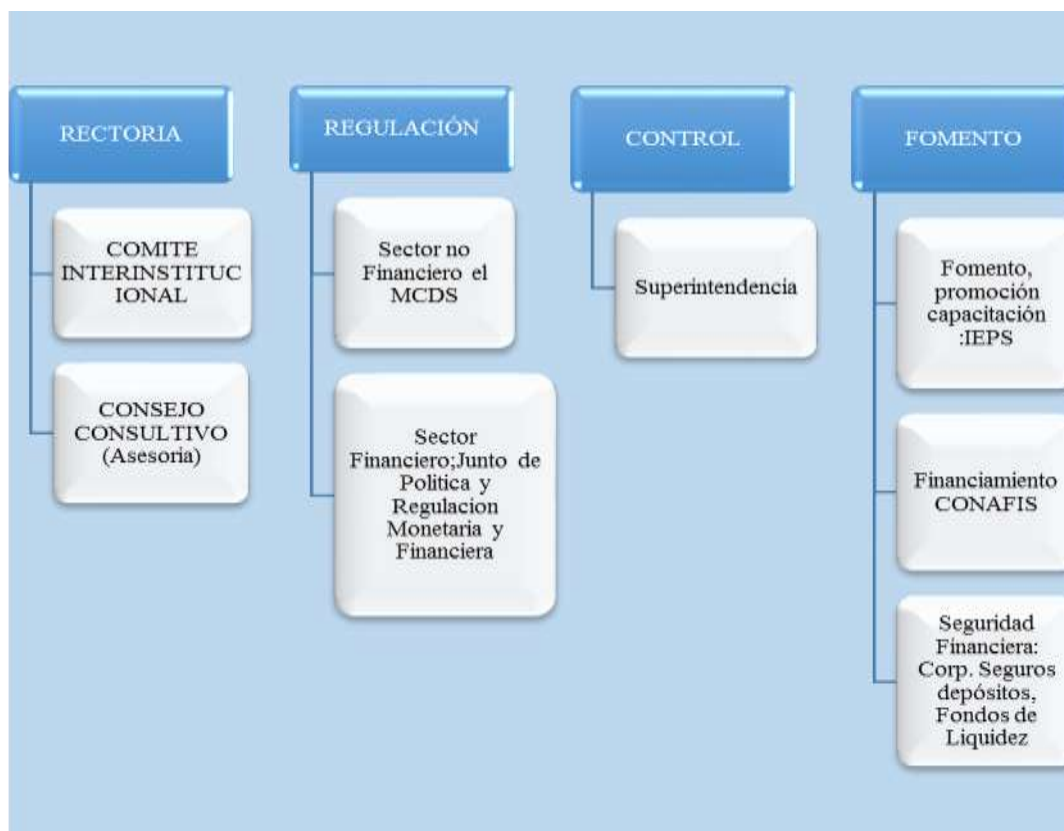 RECTORIA
COMITE
INTERINSTITUC
IONAL
CONSEJO
CONSULTIVO
(Asesoria)
REGULACIÓN
Sector no
Financiero el
MCDS
Sector
Financiero;Junto de
Politica y
Regulacion
Monetaria y
Financiera
CONTROL
Superintendencia
FOMENTO
Fomento,
promoción
capacitación
:IEPS
Financiamiento
CONAFIS
Seguridad
Financiera:
Corp. Seguros
depósitos,
Fondos de
Liquidez